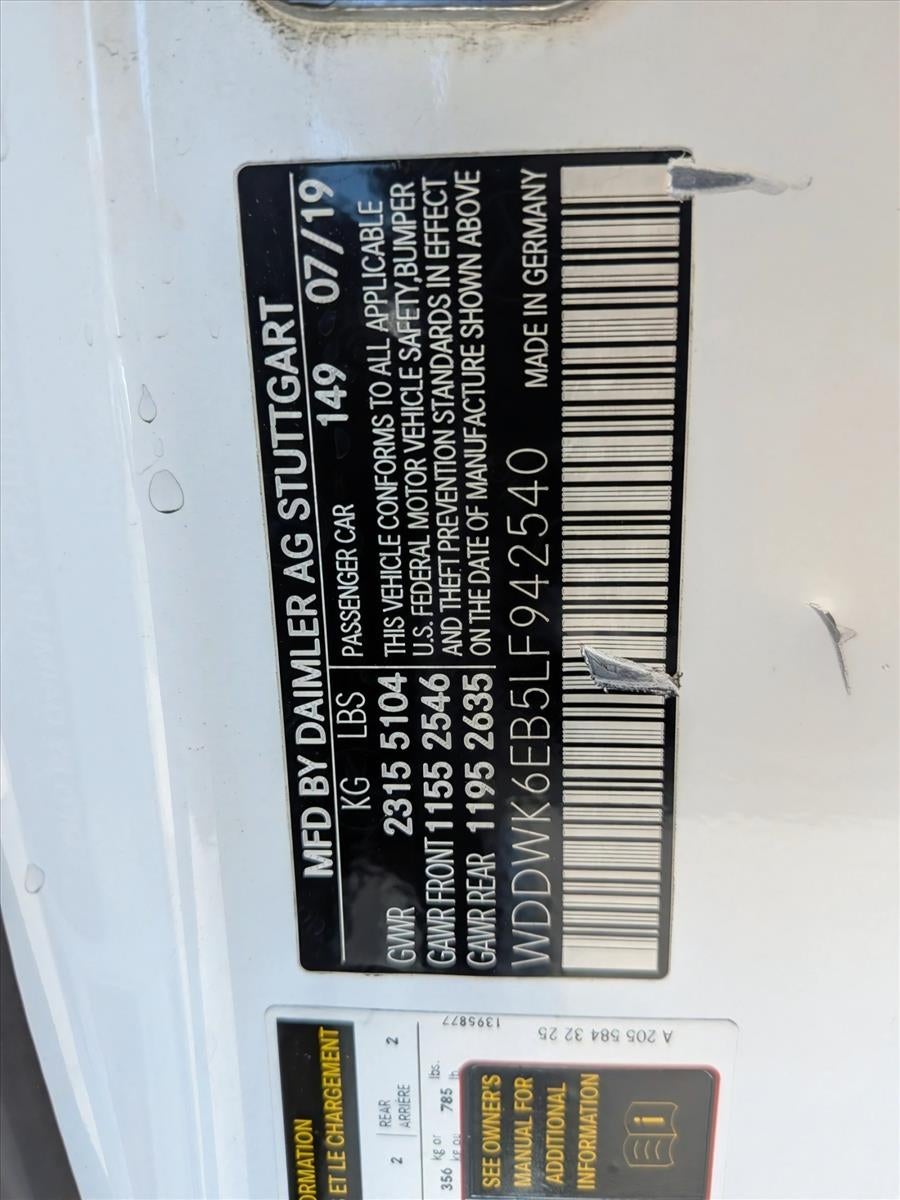 MFD BY DAIMLER AG STUTTGART
KG LBS PASSENGER CAR 149 07/19
GVWR 2315 5104
GAWR FRONT 1155 2546
GAWR REAR 1195 2635
THIS VEHICLE CONFORMS TO ALL APPLICABLE
U.S. FEDERAL MOTOR VEHICLE SAFETY, BUMPER
AND THEFT PREVENTION STANDARDS IN EFFECT
ON THE DATE OF MANUFACTURE SHOWN ABOVE
WDDWK6EB5LF942540 MADE IN GERMANY
ET LE CHARGEMENT
2 REAR 2
ARRIÈRE
356 kg or 785 lbs.
1395877
A 205 584 32 25
SEE OWNER'S
MANUAL FOR
ADDITIONAL
INFORMATION